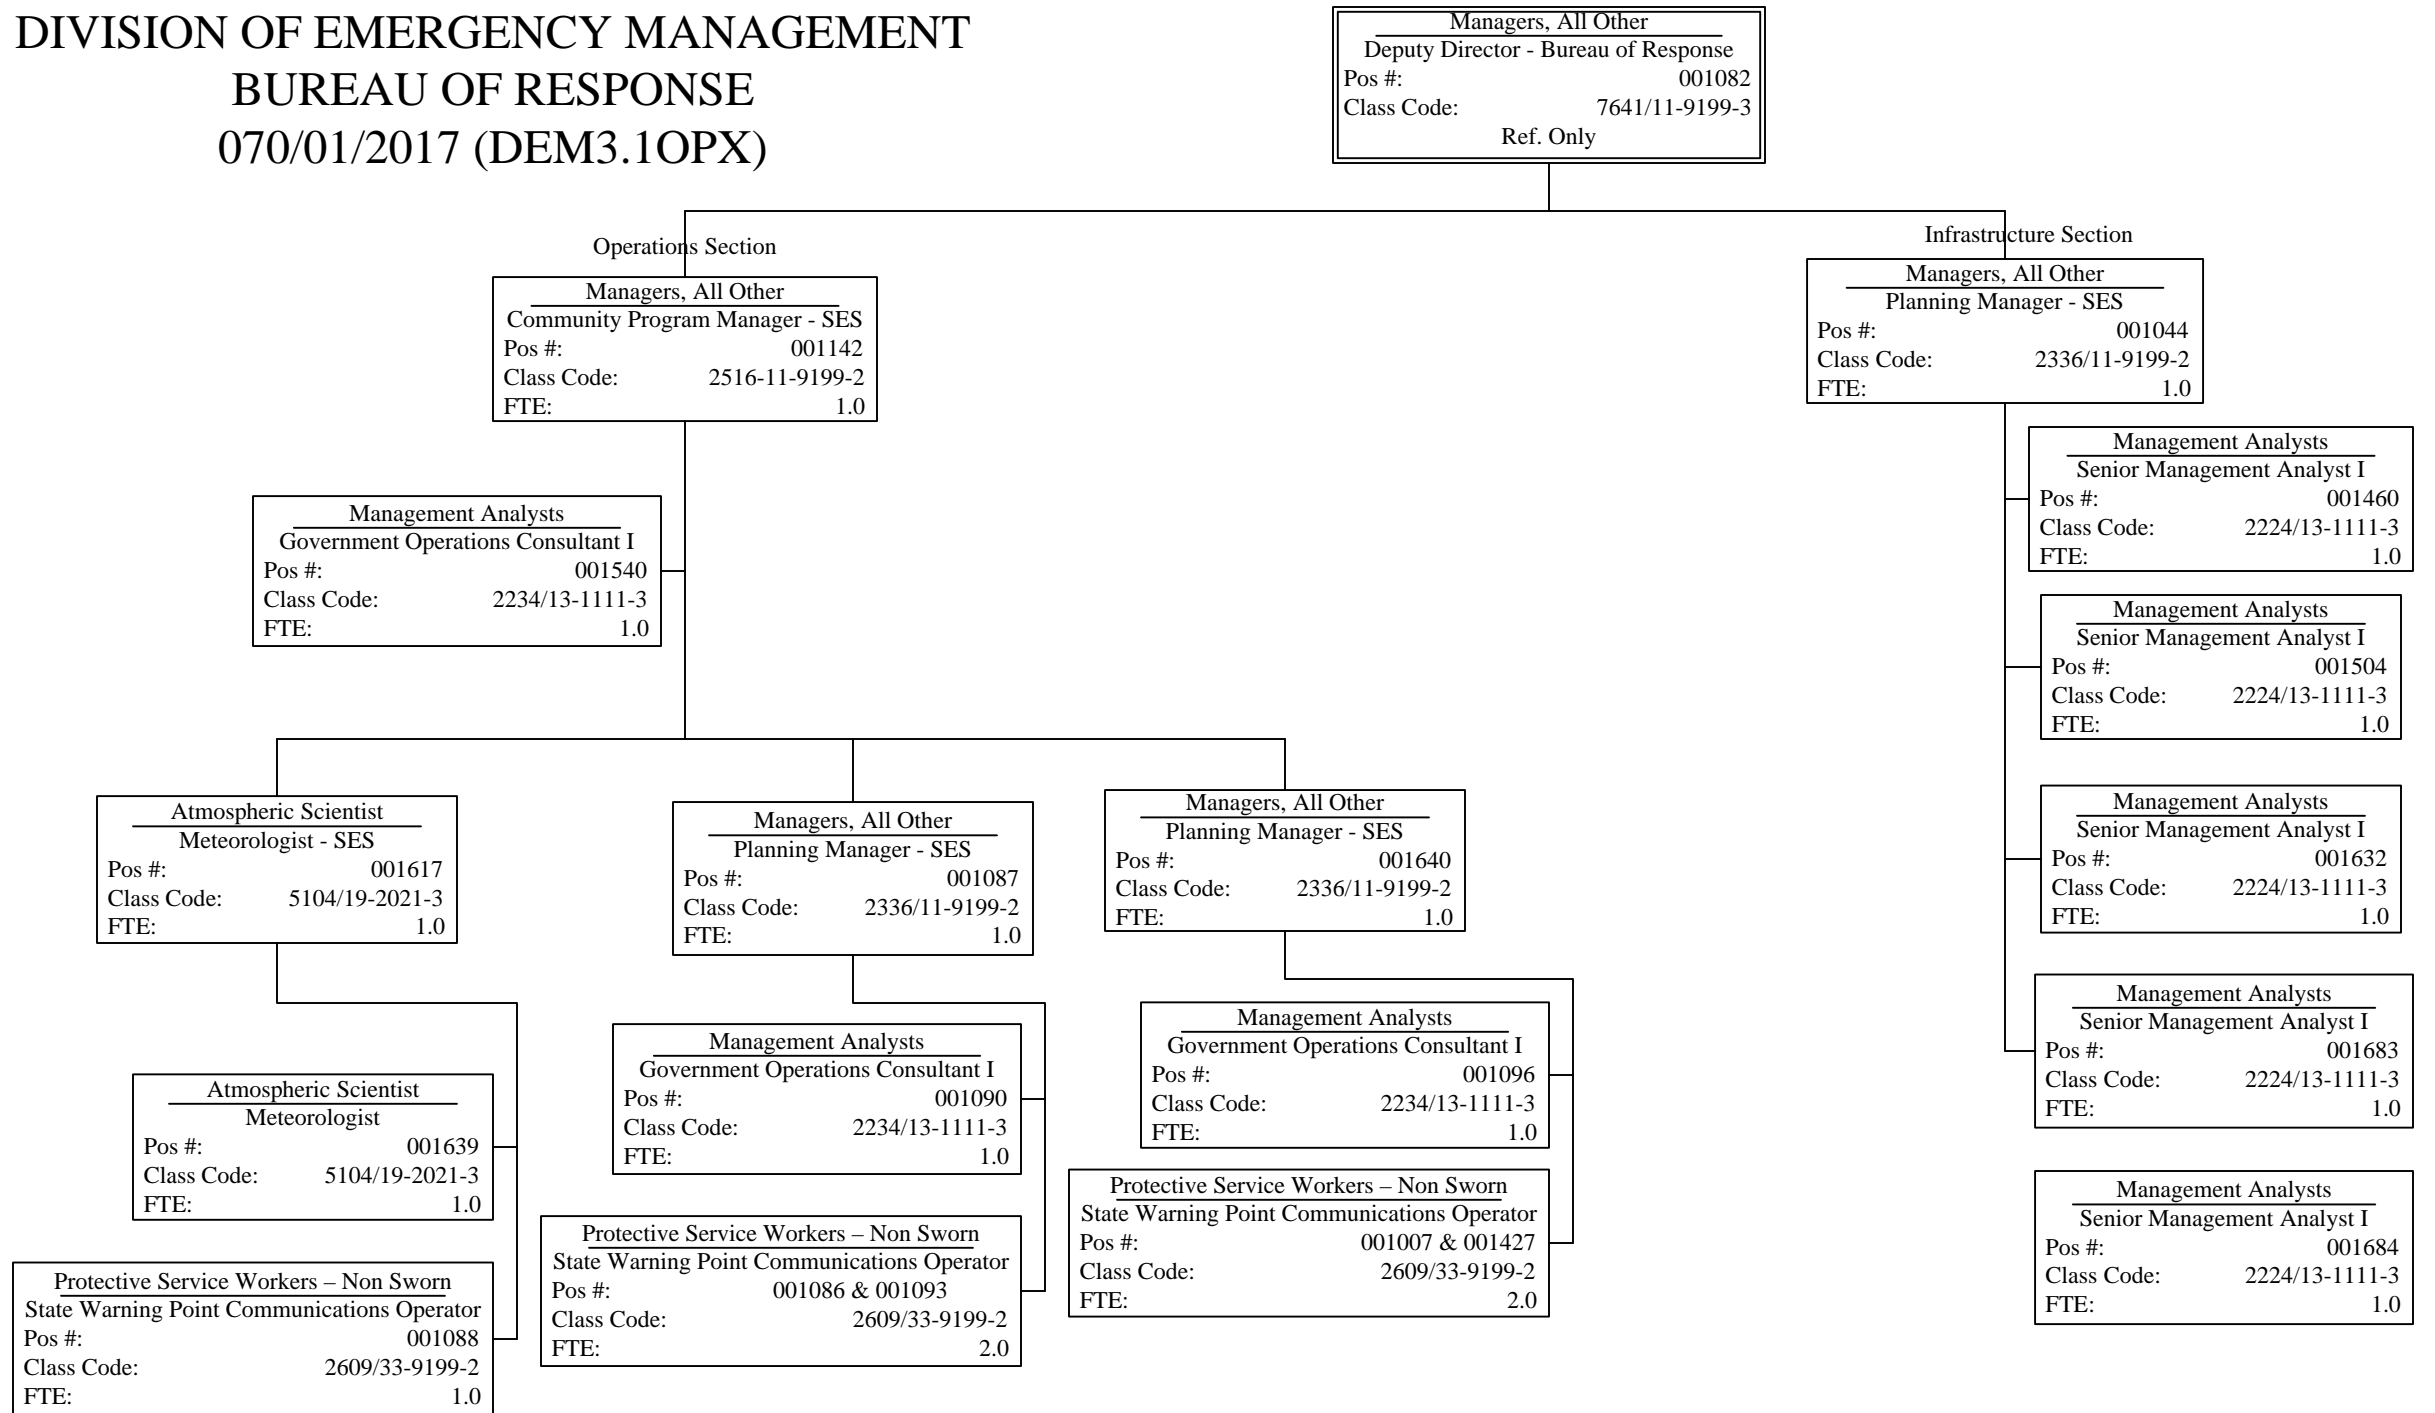 DIVISION OF EMERGENCY MANAGEMENT
BUREAU OF RESPONSE
070/01/2017 (DEM3.1OPX)
Managers, All Other
Deputy Director - Bureau of Response
Pos #: 001082
Class Code: 7641/11-9199-3
Ref. Only
Operations Section
Managers, All Other
Community Program Manager - SES
Pos #: 001142
Class Code: 2516-11-9199-2
FTE: 1.0
Infrastructure Section
Managers, All Other
Planning Manager - SES
Pos #: 001044
Class Code: 2336/11-9199-2
FTE: 1.0
Management Analysts
Government Operations Consultant I
Pos #: 001540
Class Code: 2234/13-1111-3
FTE: 1.0
Atmospheric Scientist
Meteorologist - SES
Pos #: 001617
Class Code: 5104/19-2021-3
FTE: 1.0
Managers, All Other
Planning Manager - SES
Pos #: 001087
Class Code: 2336/11-9199-2
FTE: 1.0
Managers, All Other
Planning Manager - SES
Pos #: 001640
Class Code: 2336/11-9199-2
FTE: 1.0
Atmospheric Scientist
Meteorologist
Pos #: 001639
Class Code: 5104/19-2021-3
FTE: 1.0
Protective Service Workers – Non Sworn
State Warning Point Communications Operator
Pos #: 001088
Class Code: 2609/33-9199-2
FTE: 1.0
Management Analysts
Government Operations Consultant I
Pos #: 001090
Class Code: 2234/13-1111-3
FTE: 1.0
Protective Service Workers – Non Sworn
State Warning Point Communications Operator
Pos #: 001086 & 001093
Class Code: 2609/33-9199-2
FTE: 2.0
Management Analysts
Government Operations Consultant I
Pos #: 001096
Class Code: 2234/13-1111-3
FTE: 1.0
Protective Service Workers – Non Sworn
State Warning Point Communications Operator
Pos #: 001007 & 001427
Class Code: 2609/33-9199-2
FTE: 2.0
Management Analysts
Senior Management Analyst I
Pos #: 001460
Class Code: 2224/13-1111-3
FTE: 1.0
Management Analysts
Senior Management Analyst I
Pos #: 001504
Class Code: 2224/13-1111-3
FTE: 1.0
Management Analysts
Senior Management Analyst I
Pos #: 001632
Class Code: 2224/13-1111-3
FTE: 1.0
Management Analysts
Senior Management Analyst I
Pos #: 001683
Class Code: 2224/13-1111-3
FTE: 1.0
Management Analysts
Senior Management Analyst I
Pos #: 001684
Class Code: 2224/13-1111-3
FTE: 1.0